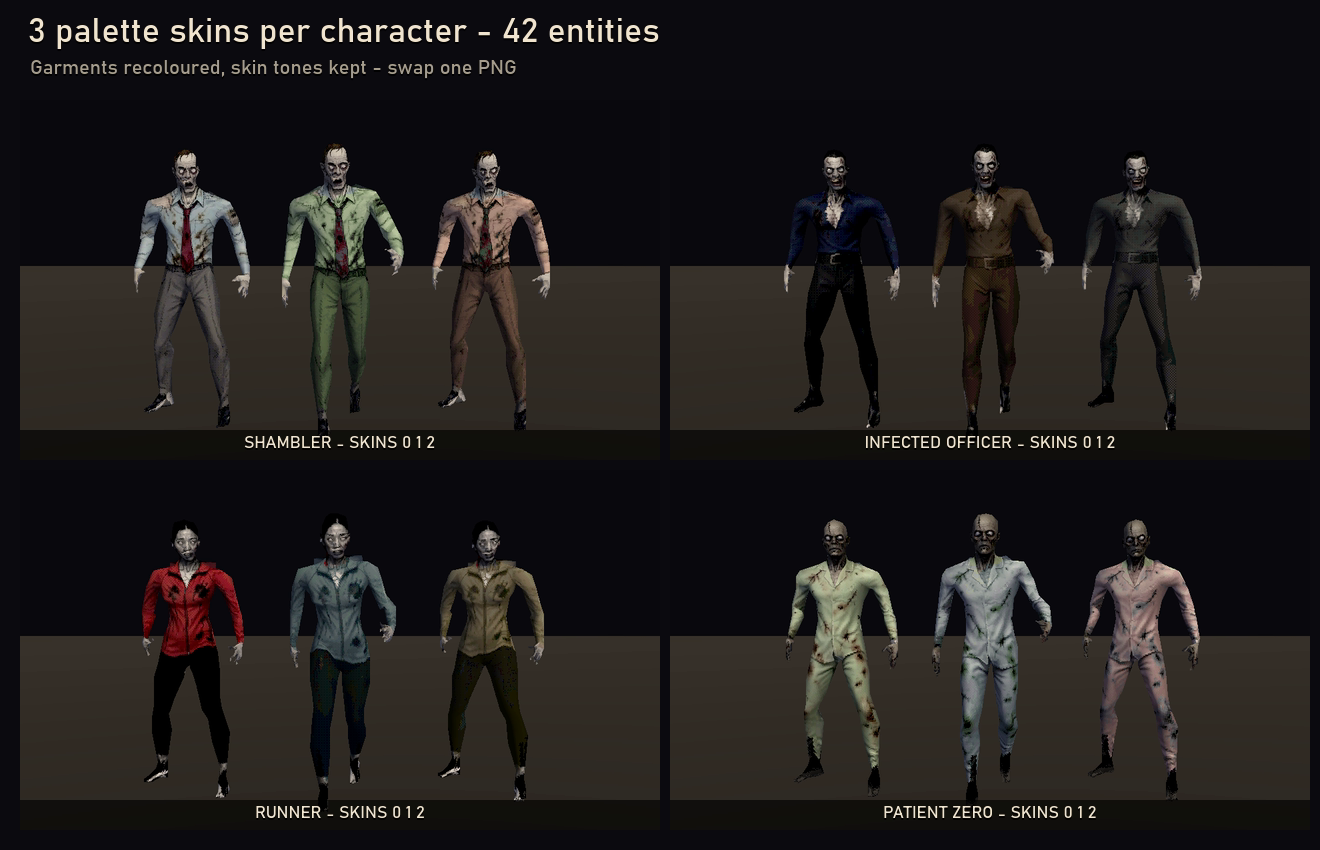 3 palette skins per character - 42 entities
Garments recoloured, skin tones kept - swap one PNG
SHAMBLER - SKINS 0 1 2
INFECTED OFFICER - SKINS 0 1 2
RUNNER - SKINS 0 1 2
PATIENT ZERO - SKINS 0 1 2